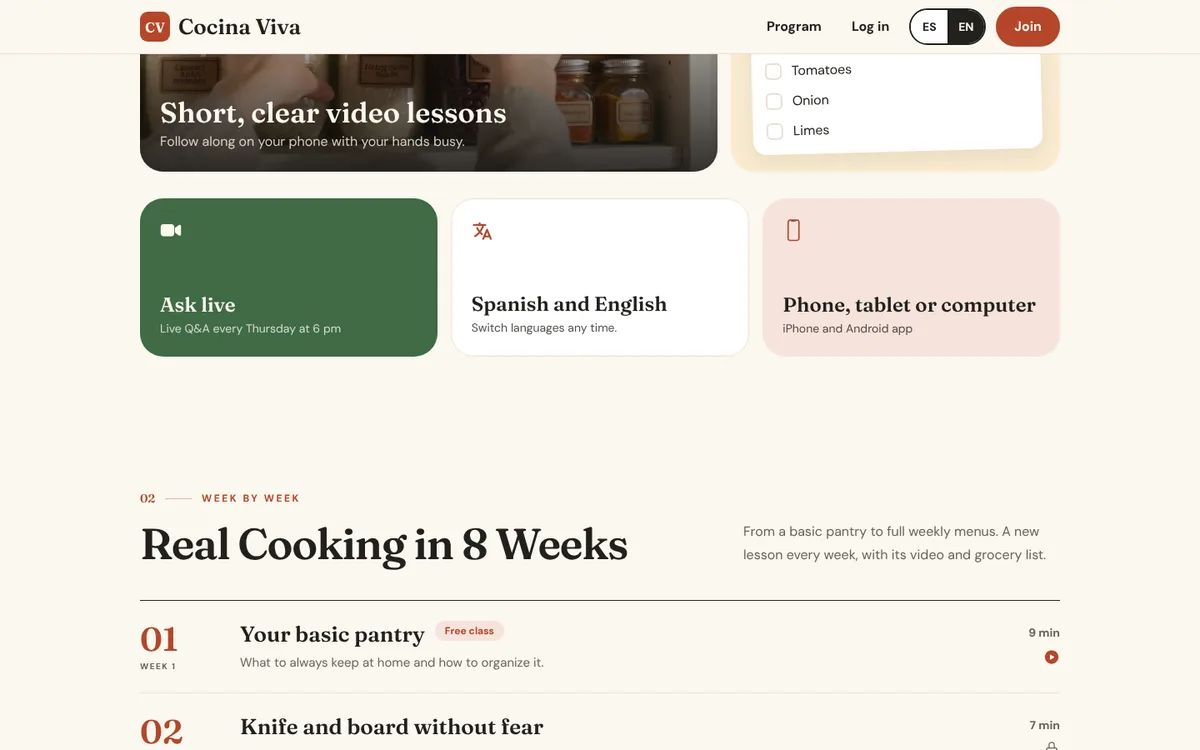 CV Cocina Viva
Program
Log in
ES
EN
Join
Short, clear video lessons
Follow along on your phone with your hands busy.
Tomatoes
Onion
Limes
Ask live
Live Q&A every Thursday at 6 pm
Spanish and English
Switch languages any time.
Phone, tablet or computer
iPhone and Android app
02 WEEK BY WEEK
Real Cooking in 8 Weeks
From a basic pantry to full weekly menus. A new
lesson every week, with its video and grocery list.
01
WEEK 1
Your basic pantry
Free class
What to always keep at home and how to organize it.
9 min
02
Knife and board without fear
7 min